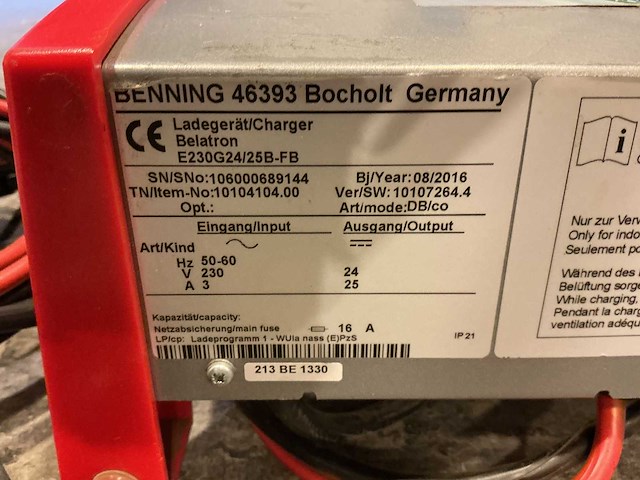 BENNING 46393 Bocholt Germany
CE Ladegerät/Charger
Belatron
E230G24/25B-FB
SN/SNo:106000689144 Bj/Year:08/2016
TN/Item-No:10104104.00 Ver/SW:10107264.4
Opt.: Art/mode:DB/co
Eingang/Input Ausgang/Output
Art/Kind
Hz 50-60
V 230 24
A 3 25
Kapazität/capacity:
Netzabsicherung/main fuse 16 A
LP/cp: Ladeprogramm 1 - WUIa nass (E)PzS IP21
213 BE 1330
i
Nur zur Verw
Only for indo
Seulement po
Während des
Belüftung sorge
While charging,
Pendant la charg
ventilation adéqu